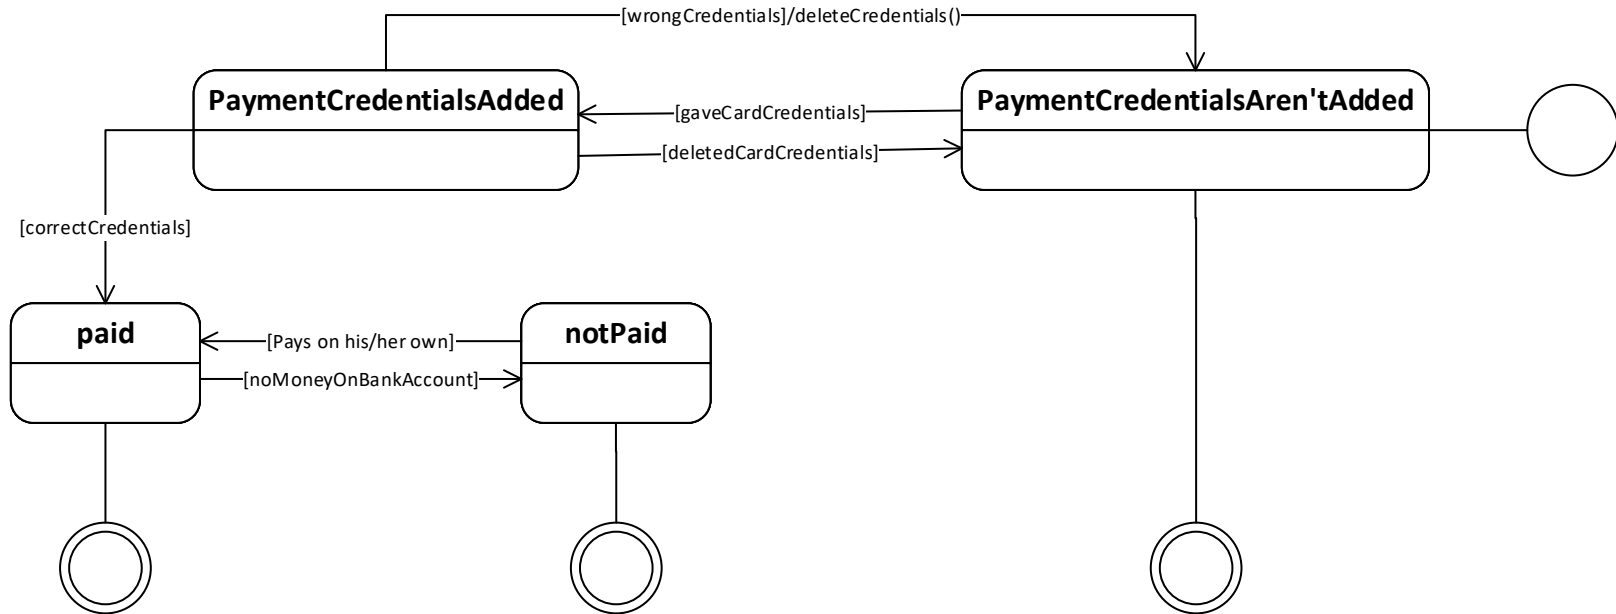 [wrongCredentials]/deleteCredentials()
PaymentCredentialsAdded
PaymentCredentialsAren'tAdded
[gaveCardCredentials]
[deletedCardCredentials]
[correctCredentials]
paid
notPaid
[Pays on his/her own]
[noMoneyOnBankAccount]